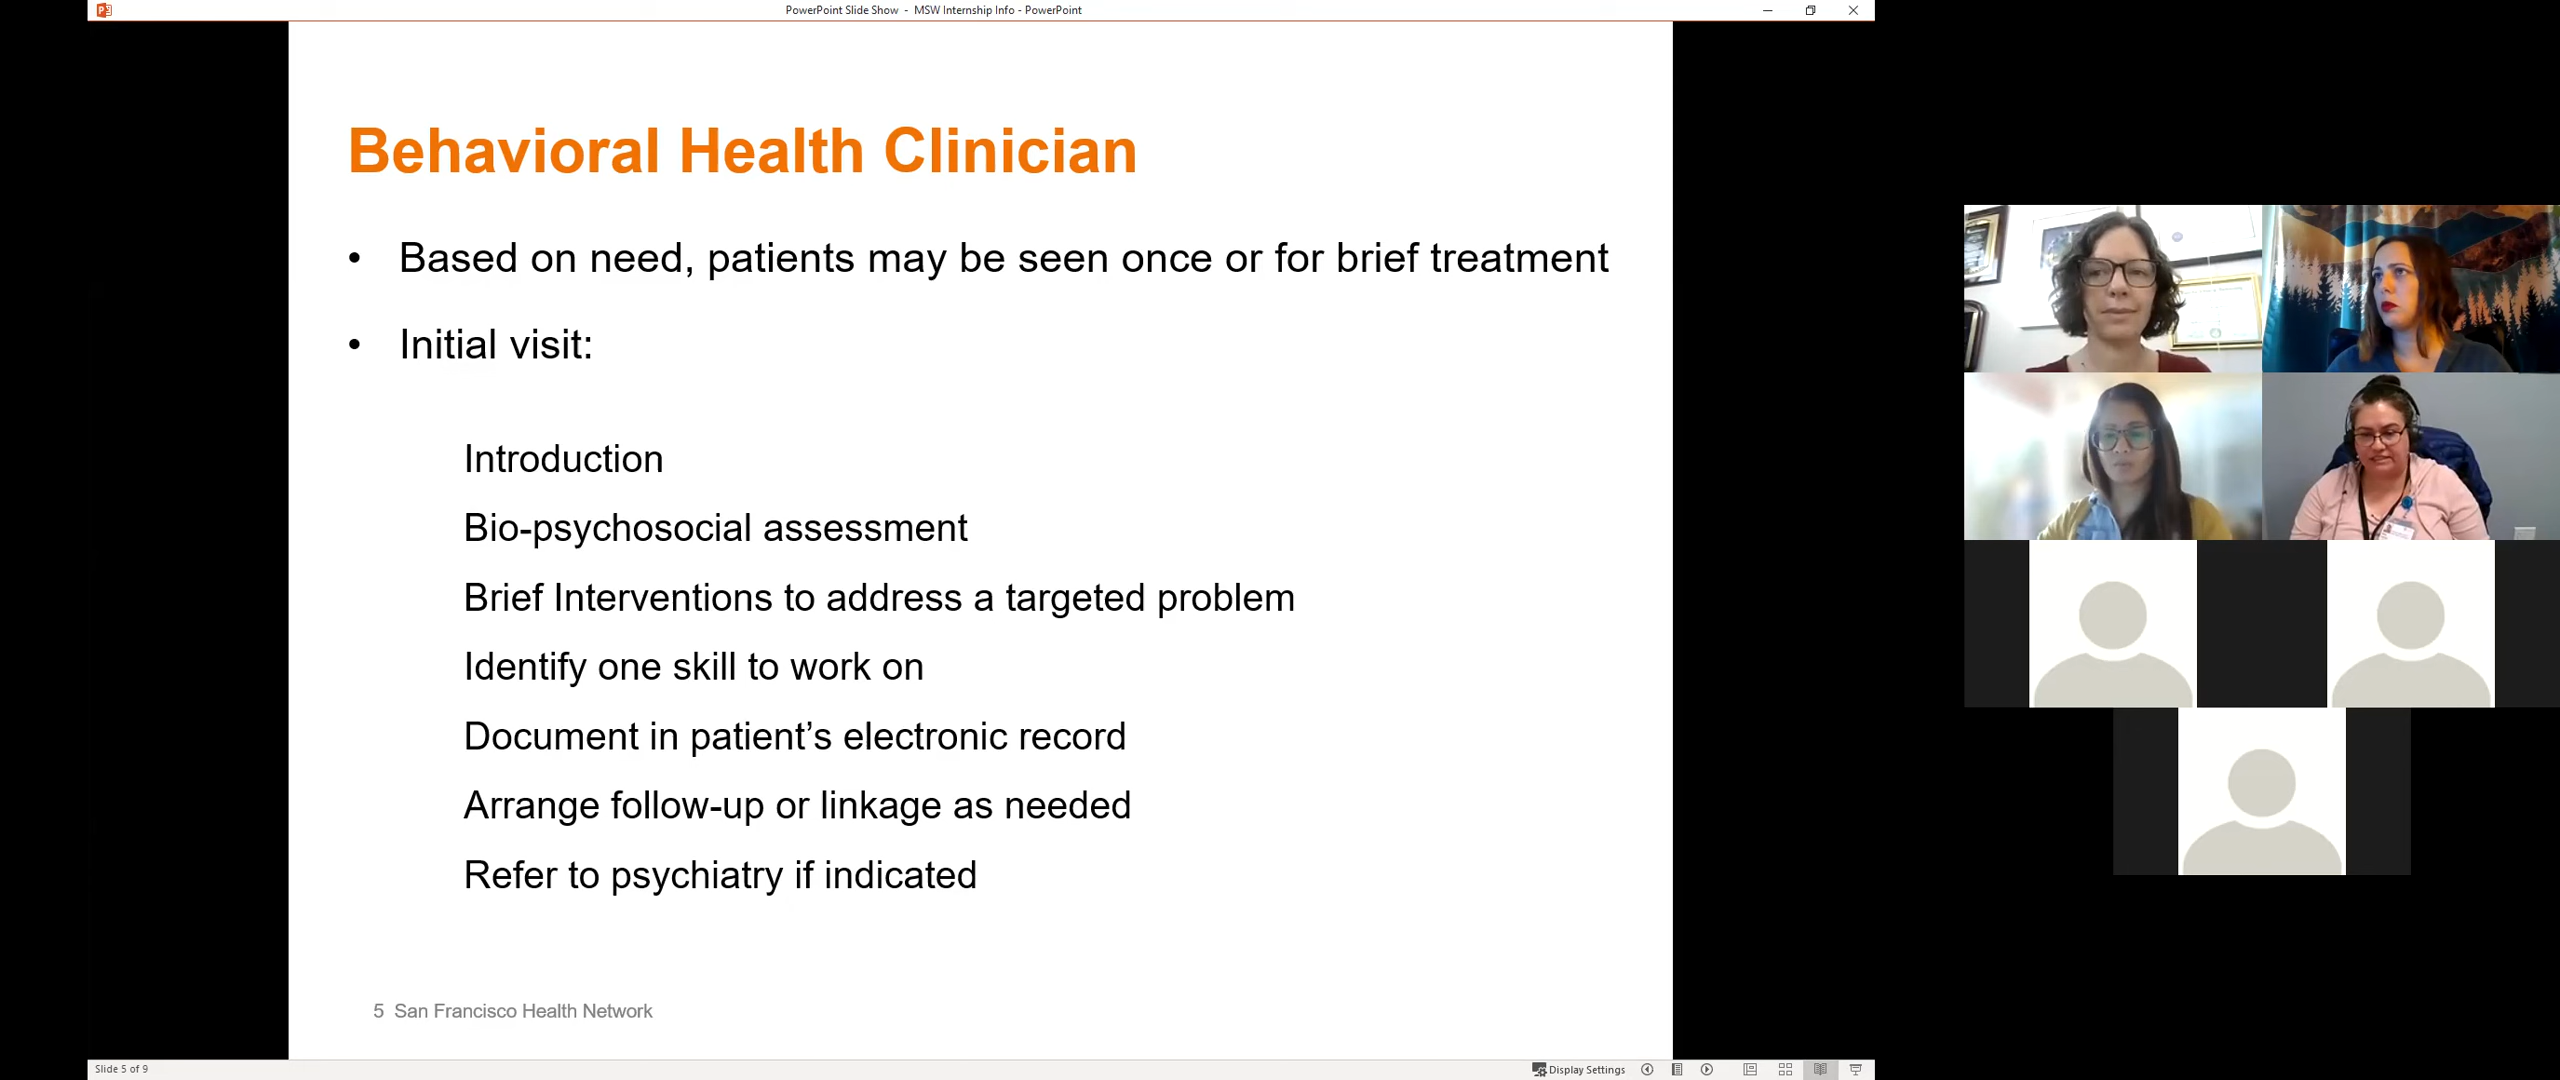 PowerPoint Slide Show - MSW Internship Info - PowerPoint
Behavioral Health Clinician
• Based on need, patients may be seen once or for brief treatment
• Initial visit:
Introduction
Bio-psychosocial assessment
Brief Interventions to address a targeted problem
Identify one skill to work on
Document in patient’s electronic record
Arrange follow-up or linkage as needed
Refer to psychiatry if indicated
5 San Francisco Health Network
Slide 5 of 9
Display Settings